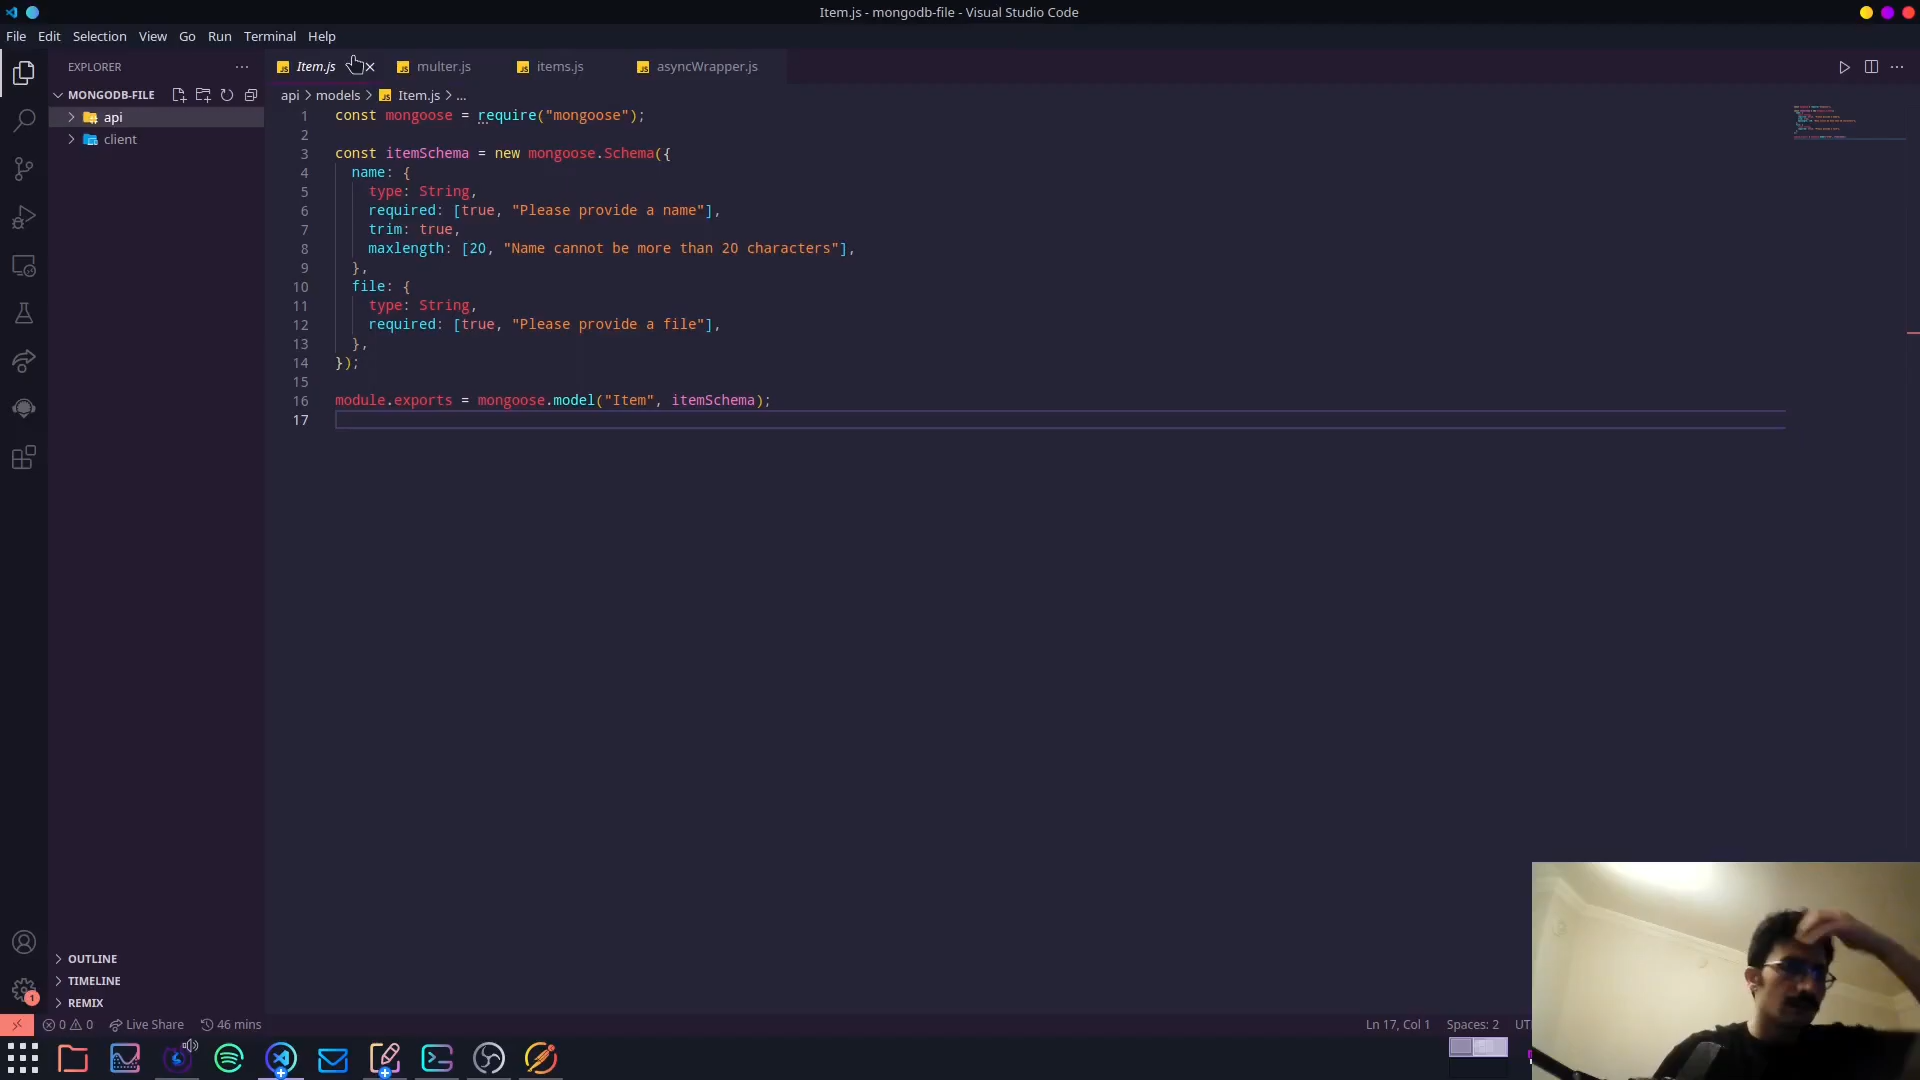 Item.js - mongodb-file - Visual Studio Code
File Edit Selection View Go Run Terminal Help
EXPLORER
Item.js multer.js items.js asyncWrapper.js
MONGODB-FILE
api > models > Item.js > ...
api
client
1 const mongoose = require("mongoose");
2
3 const itemSchema = new mongoose.Schema({
4 name: {
5 type: String,
6 required: [true, "Please provide a name"],
7 trim: true,
8 maxlength: [20, "Name cannot be more than 20 characters"],
9 },
10 file: {
11 type: String,
12 required: [true, "Please provide a file"],
13 },
14 });
15
16 module.exports = mongoose.model("Item", itemSchema);
17
OUTLINE
TIMELINE
REMIX
1
0 0 Live Share 46 mins Ln 17, Col 1 Spaces: 2